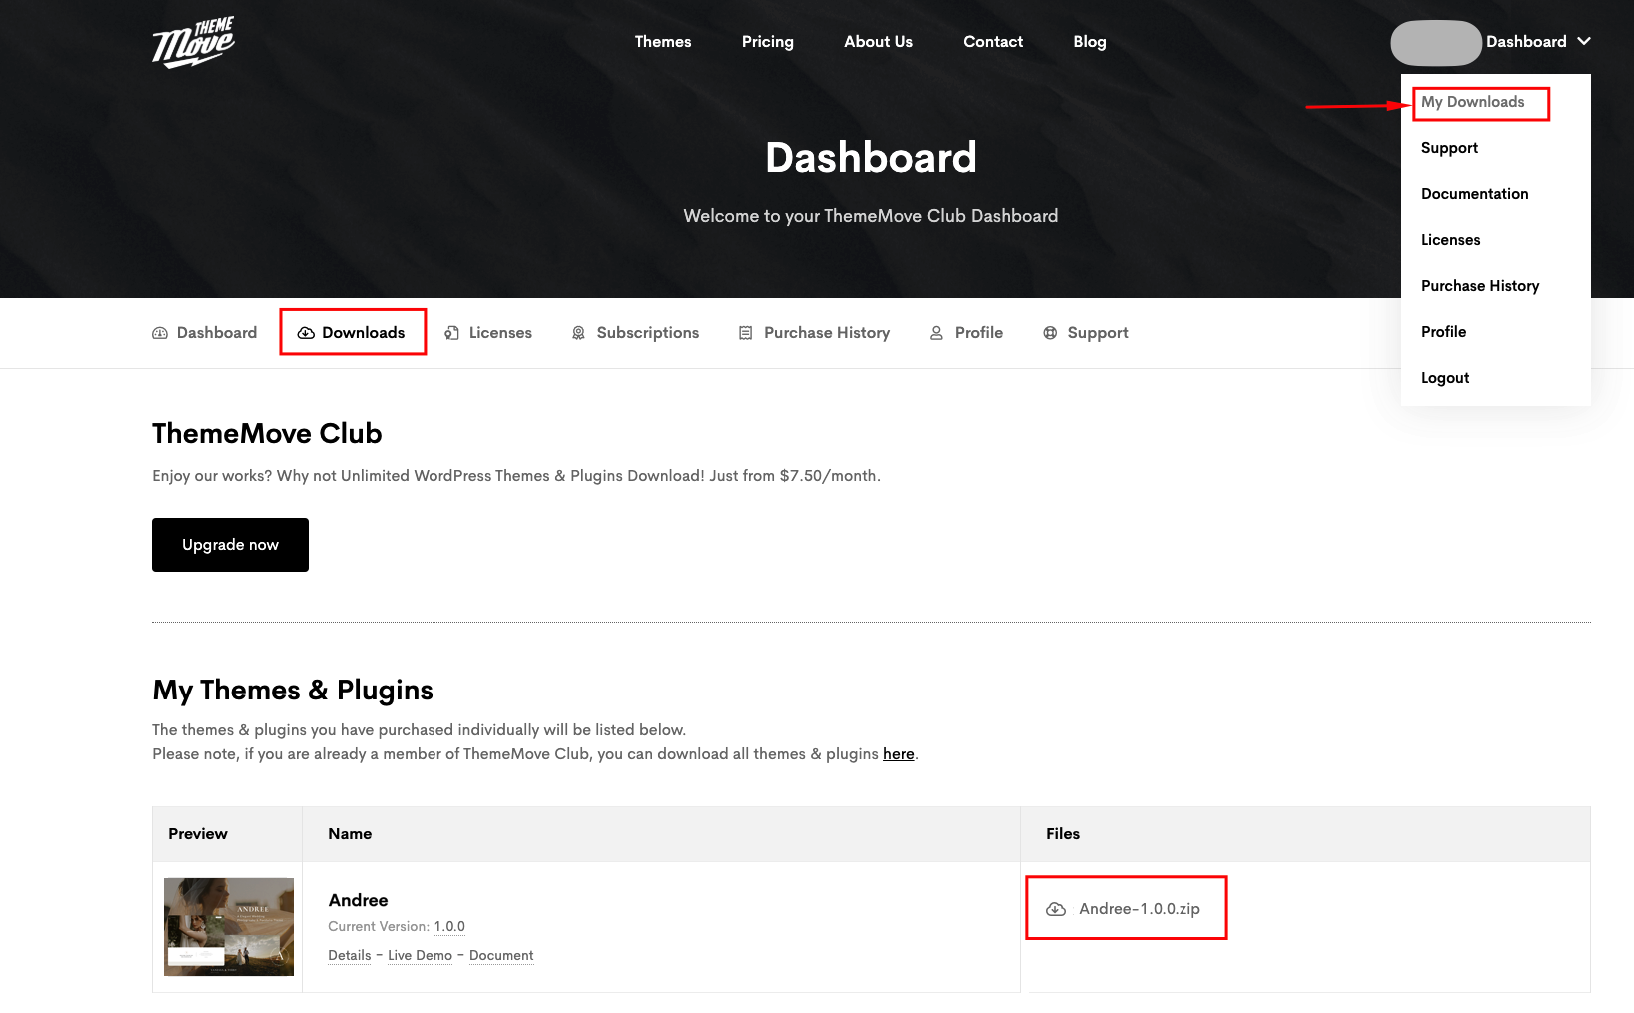 THEME
Move
Themes
Pricing
About Us
Contact
Blog
Dashboard
My Downloads
Support
Documentation
Licenses
Purchase History
Profile
Logout
Dashboard
Welcome to your ThemeMove Club Dashboard
Dashboard
Downloads
Licenses
Subscriptions
Purchase History
Profile
Support
ThemeMove Club
Enjoy our works? Why not Unlimited WordPress Themes & Plugins Download! Just from $7.50/month.
Upgrade now
My Themes & Plugins
The themes & plugins you have purchased individually will be listed below.
Please note, if you are already a member of ThemeMove Club, you can download all themes & plugins here.
Preview
Name
Files
ANDREE
Andree
Current Version: 1.0.0
Details – Live Demo – Document
Andree-1.0.0.zip